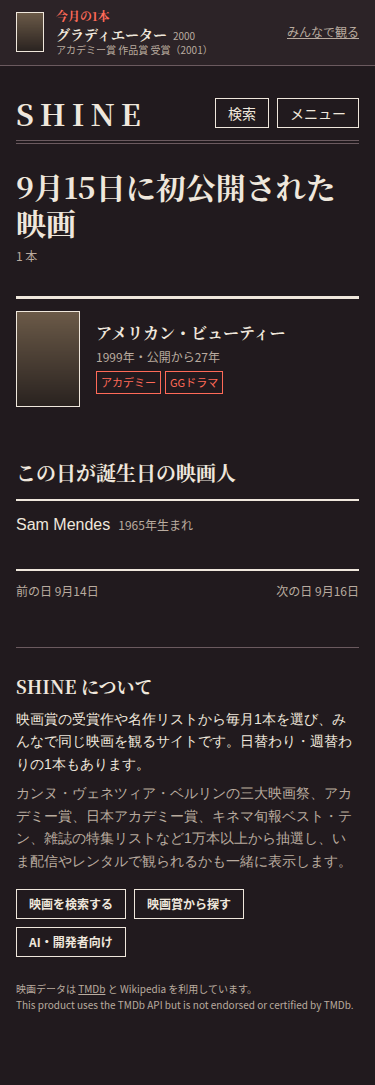 今月の1本
グラディエーター 2000
アカデミー賞 作品賞 受賞（2001）
みんなで観る
SHINE
検索
メニュー
9月15日に初公開された
映画
1 本
アメリカン・ビューティー
1999年・公開から27年
アカデミー
GGドラマ
この日が誕生日の映画人
Sam Mendes 1965年生まれ
前の日 9月14日
次の日 9月16日
SHINE について
映画賞の受賞作や名作リストから毎月1本を選び、み
んなで同じ映画を観るサイトです。日替わり・週替わ
りの1本もあります。
カンヌ・ヴェネツィア・ベルリンの三大映画祭、アカ
デミー賞、日本アカデミー賞、キネマ旬報ベスト・テ
ン、雑誌の特集リストなど1万本以上から抽選し、い
ま配信やレンタルで観られるかも一緒に表示します。
映画を検索する
映画賞から探す
AI・開発者向け
映画データは TMDb と Wikipedia を利用しています。
This product uses the TMDb API but is not endorsed or certified by TMDb.